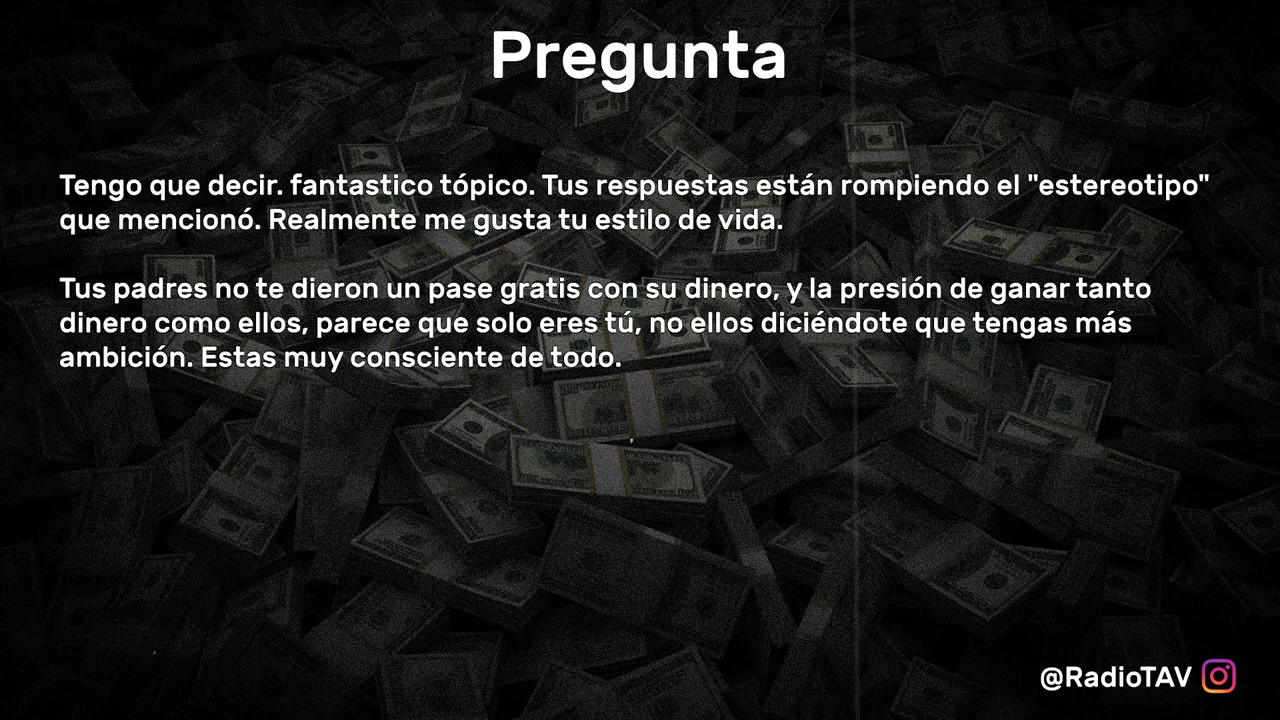 Pregunta
Tengo que decir. fantastico tópico. Tus respuestas están rompiendo el "estereotipo"
que mencionó. Realmente me gusta tu estilo de vida.
Tus padres no te dieron un pase gratis con su dinero, y la presión de ganar tanto
dinero como ellos, parece que solo eres tú, no ellos diciéndote que tengas más
ambición. Estas muy consciente de todo.
@RadioTAV